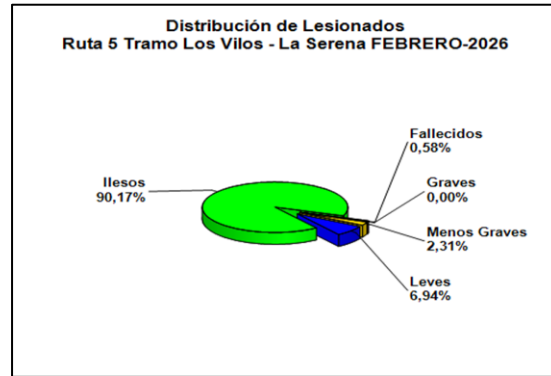 Distribución de Lesionados
Ruta 5 Tramo Los Vilos - La Serena FEBRERO-2026
Fallecidos
0,58%
Ilesos
90,17%
Graves
0,00%
Menos Graves
2,31%
Leves
6,94%